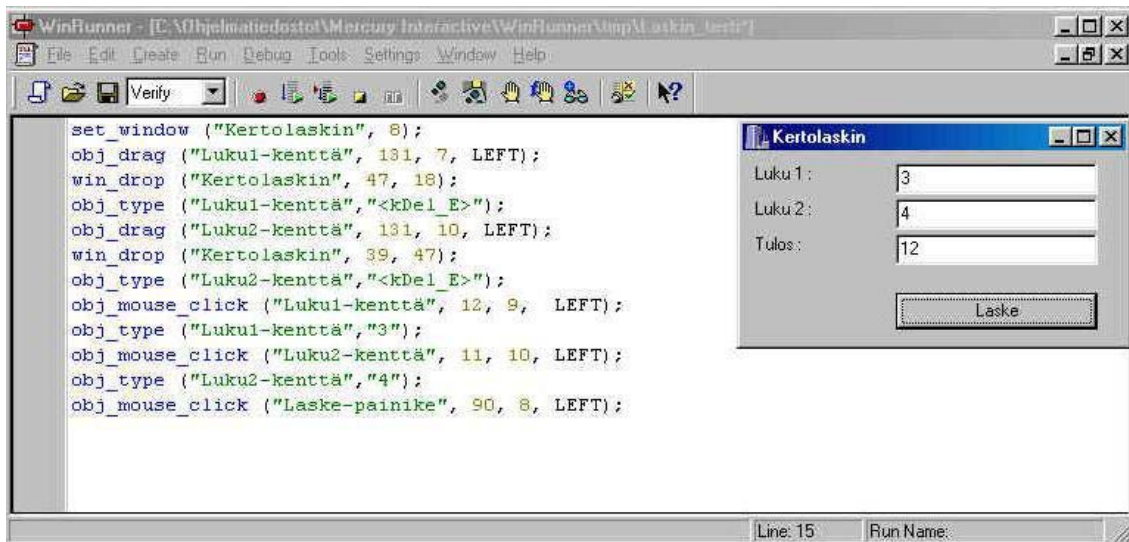 WinRunner - [C:\Ohjelmatiedostot\Mercury Interactive\WinRunner\tmp\Laskin_testi*]
File Edit Create Run Debug Tools Settings Window Help
Verify
set_window ("Kertolaskin", 8);
obj_drag ("Luku1-kenttä", 131, 7, LEFT);
win_drop ("Kertolaskin", 47, 18);
obj_type ("Luku1-kenttä","<kDel_E>");
obj_drag ("Luku2-kenttä", 131, 10, LEFT);
win_drop ("Kertolaskin", 39, 47);
obj_type ("Luku2-kenttä","<kDel_E>");
obj_mouse_click ("Luku1-kenttä", 12, 9, LEFT);
obj_type ("Luku1-kenttä","3");
obj_mouse_click ("Luku2-kenttä", 11, 10, LEFT);
obj_type ("Luku2-kenttä","4");
obj_mouse_click ("Laske-painike", 90, 8, LEFT);
Kertolaskin
Luku 1 : 3
Luku 2 : 4
Tulos : 12
Laske
Line: 15 Run Name: